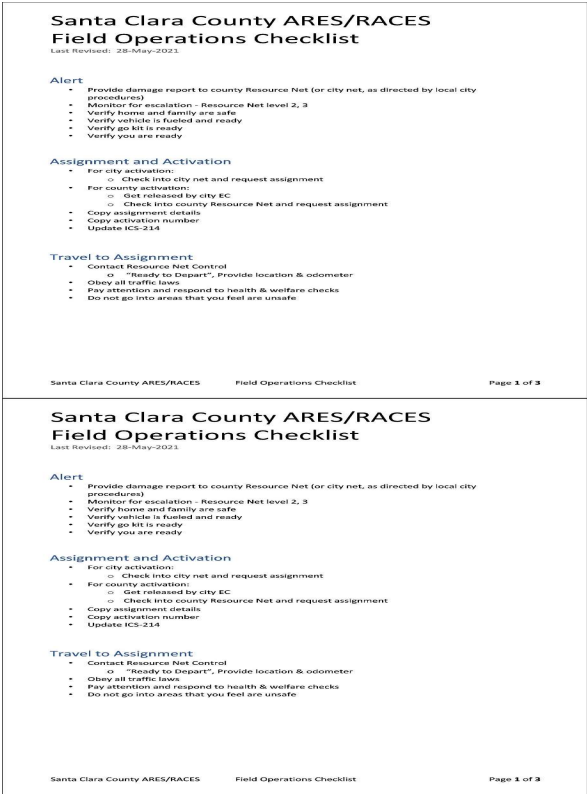 Santa Clara County ARES/RACES
Field Operations Checklist
Last Revised: 28-May-2021
Alert
- Provide damage report to county Resource Net (or city net, as directed by local city
procedures)
- Monitor for escalation - Resource Net level 2, 3
- Verify home and family are safe
- Verify vehicle is fueled and ready
- Verify go kit is ready
- Verify you are ready
Assignment and Activation
- For city activation:
o Check into city net and request assignment
- For county activation:
o Get released by city EC
o Check into county Resource Net and request assignment
- Copy assignment details
- Copy activation number
- Update ICS-214
Travel to Assignment
- Contact Resource Net Control
o "Ready to Depart", Provide location & odometer
- Obey all traffic laws
- Pay attention and respond to health & welfare checks
- Do not go into areas that you feel are unsafe
Santa Clara County ARES/RACES Field Operations Checklist Page 1 of 3
Santa Clara County ARES/RACES
Field Operations Checklist
Last Revised: 28-May-2021
Alert
- Provide damage report to county Resource Net (or city net, as directed by local city
procedures)
- Monitor for escalation - Resource Net level 2, 3
- Verify home and family are safe
- Verify vehicle is fueled and ready
- Verify go kit is ready
- Verify you are ready
Assignment and Activation
- For city activation:
o Check into city net and request assignment
- For county activation:
o Get released by city EC
o Check into county Resource Net and request assignment
- Copy assignment details
- Copy activation number
- Update ICS-214
Travel to Assignment
- Contact Resource Net Control
o "Ready to Depart", Provide location & odometer
- Obey all traffic laws
- Pay attention and respond to health & welfare checks
- Do not go into areas that you feel are unsafe
Santa Clara County ARES/RACES Field Operations Checklist Page 1 of 3